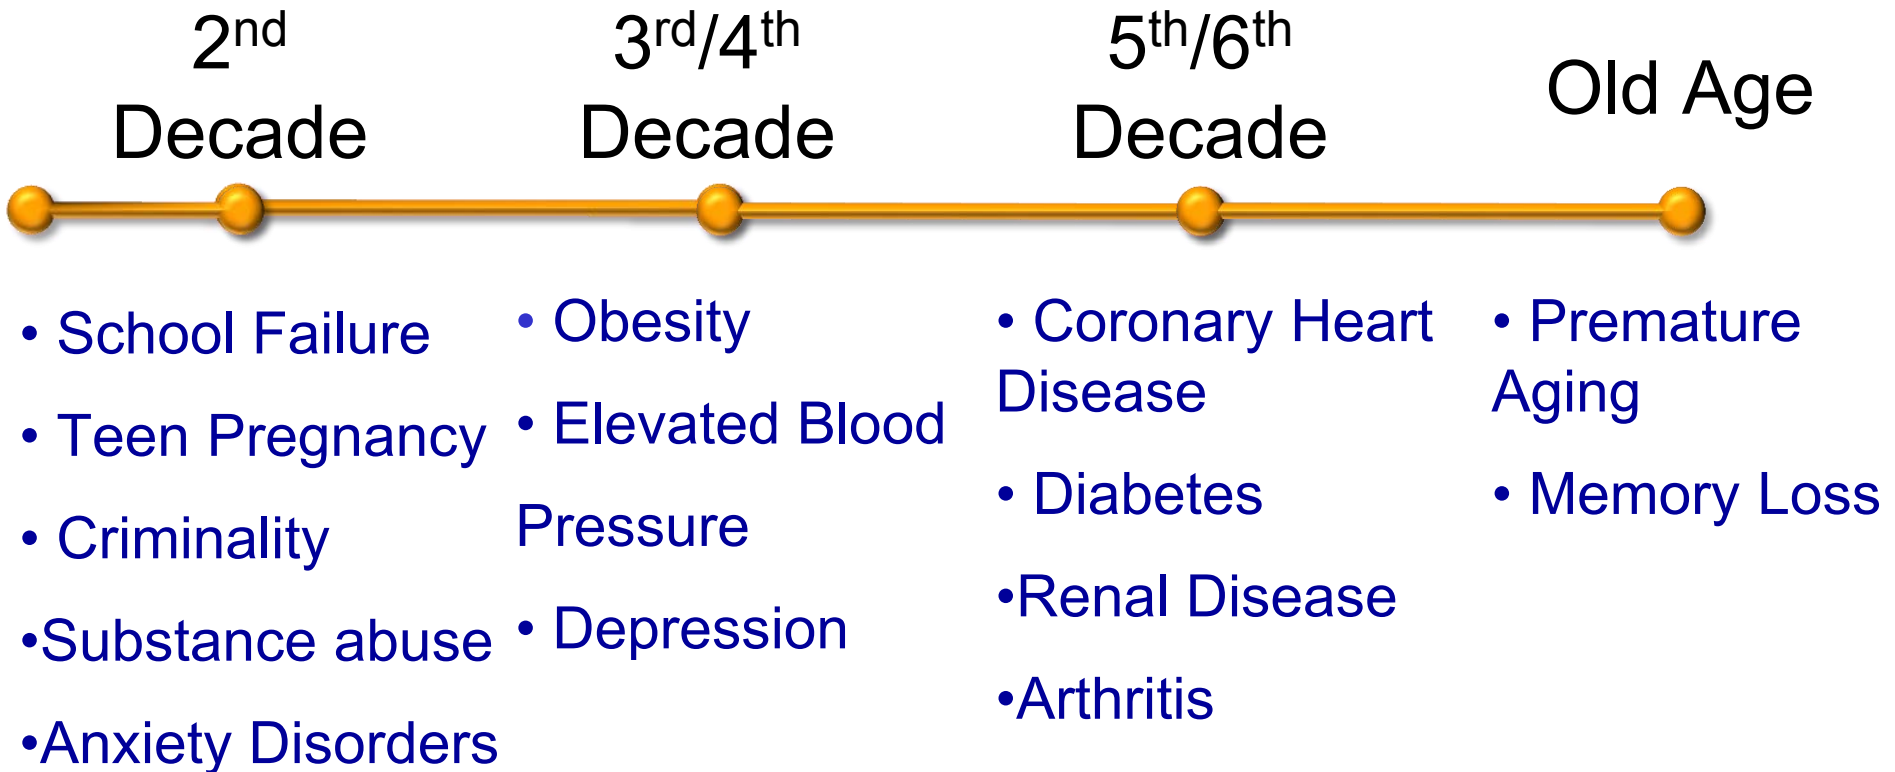 2nd
Decade
3rd/4th
Decade
5th/6th
Decade
Old Age
• School Failure
• Teen Pregnancy
• Criminality
•Substance abuse
•Anxiety Disorders
• Obesity
• Elevated Blood
Pressure
• Depression
• Coronary Heart
Disease
• Diabetes
•Renal Disease
•Arthritis
• Premature
Aging
• Memory Loss